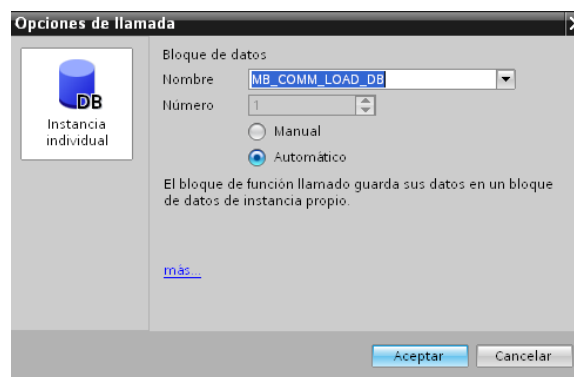 Opciones de llamada
Bloque de datos
Nombre MB_COMM_LOAD_DB
Número 1
Manual
Automático
DB
Instancia
individual
El bloque de función llamado guarda sus datos en un bloque
de datos de instancia propio.
más...
Aceptar Cancelar